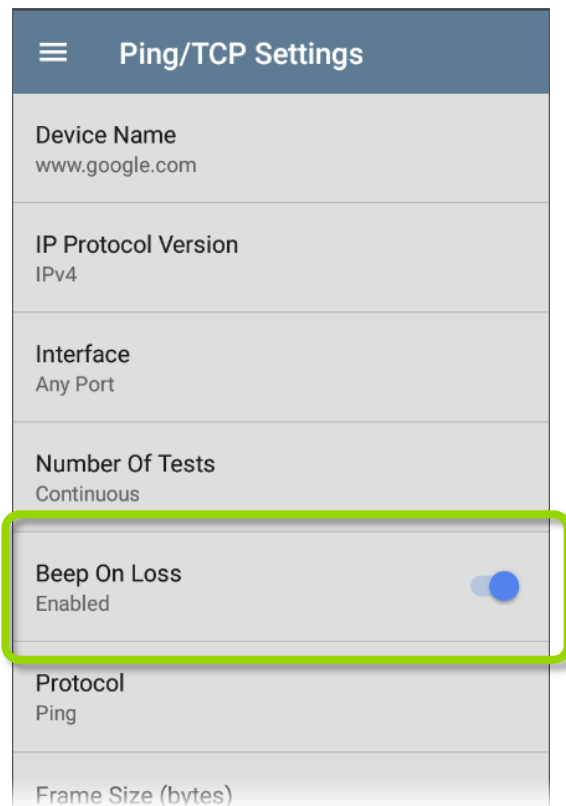 Ping/TCP Settings
Device Name
www.google.com
IP Protocol Version
IPv4
Interface
Any Port
Number Of Tests
Continuous
Beep On Loss
Enabled
Protocol
Ping
Frame Size (bytes)